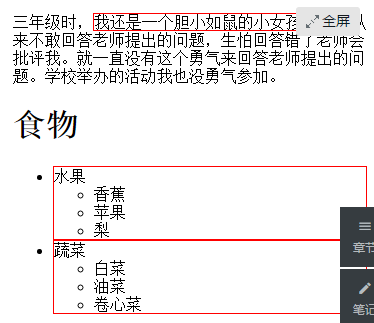 三年级时，我还是一个胆小如鼠的小女孩
全屏
来不敢回答老师提出的问题，生怕回答错了老师会
批评我。就一直没有这个勇气来回答老师提出的问
题。学校举办的活动我也没勇气参加。
食物
水果
香蕉
苹果
梨
章节
蔬菜
白菜
油菜
卷心菜
笔记